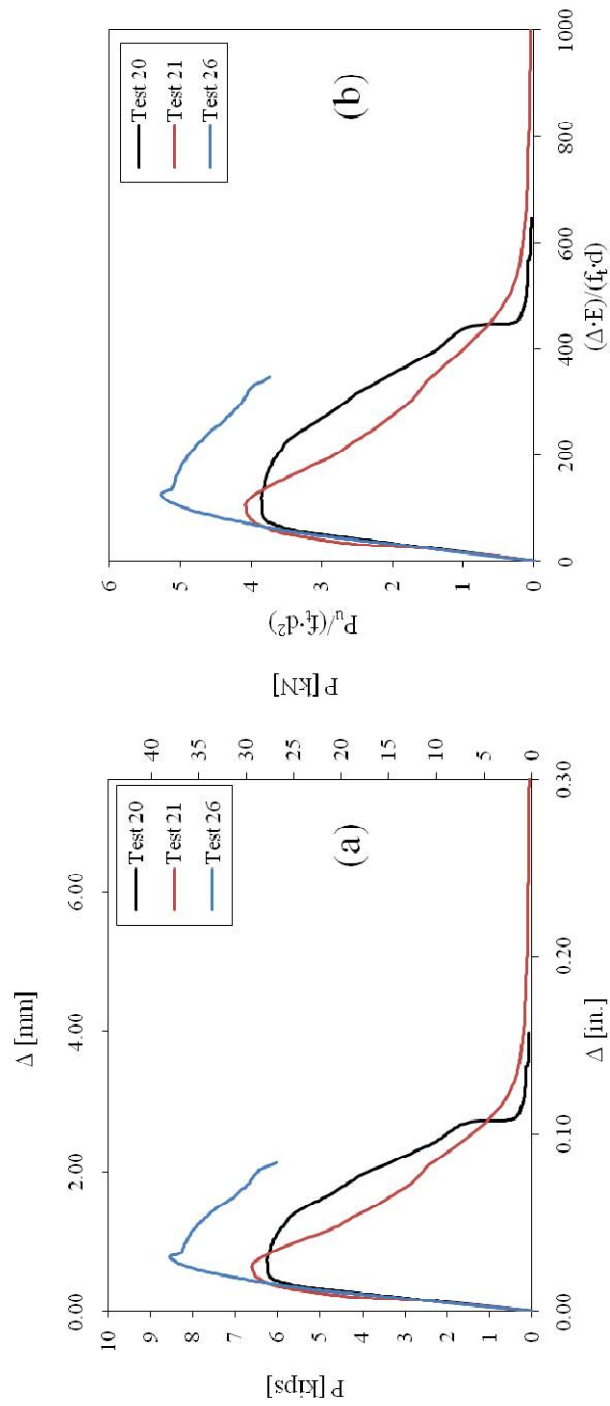 Δ [mm]
0.00 2.00 4.00 6.00
10
9
8
7
6
5
4
3
2
1
0
P [kips]
40
35
30
25
20
15
10
5
0
P [kN]
Test 20
Test 21
Test 26
(a)
0.00 0.10 0.20 0.30
Δ [in.]
6
5
4
3
2
1
0
Pᵤ/(fₜ·d²)
Test 20
Test 21
Test 26
(b)
0 200 400 600 800 1000
(Δ·E)/(fₜ·d)